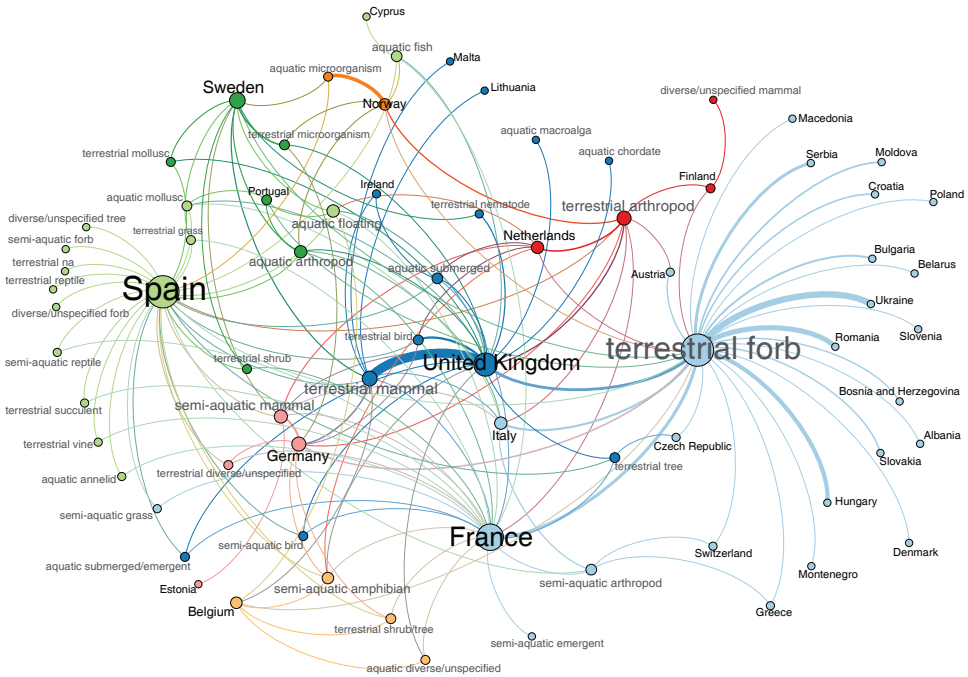 Cyprus
aquatic fish
Malta
aquatic microorganism
Sweden
Lithuania
diverse/unspecified mammal
Norway
Macedonia
terrestrial microorganism
aquatic macroalga
terrestrial mollusc
aquatic chordate
Serbia
Moldova
Portugal
Ireland
Finland
Croatia
Poland
aquatic mollusc
terrestrial nematode
terrestrial arthropod
diverse/unspecified tree
aquatic floating
terrestrial grass
Netherlands
semi-aquatic forb
aquatic arthropod
Bulgaria
terrestrial na
aquatic submerged
Austria
Belarus
terrestrial reptile
Spain
Ukraine
diverse/unspecified forb
terrestrial bird
Romania
Slovenia
terrestrial forb
semi-aquatic reptile
terrestrial shrub
United Kingdom
terrestrial mammal
Bosnia and Herzegovina
semi-aquatic mammal
terrestrial succulent
Italy
Czech Republic
Albania
terrestrial vine
Germany
Slovakia
terrestrial diverse/unspecified
terrestrial tree
aquatic annelid
Hungary
semi-aquatic grass
France
semi-aquatic bird
Switzerland
Denmark
aquatic submerged/emergent
semi-aquatic arthropod
Montenegro
Estonia
semi-aquatic amphibian
Belgium
Greece
terrestrial shrub/tree
semi-aquatic emergent
aquatic diverse/unspecified